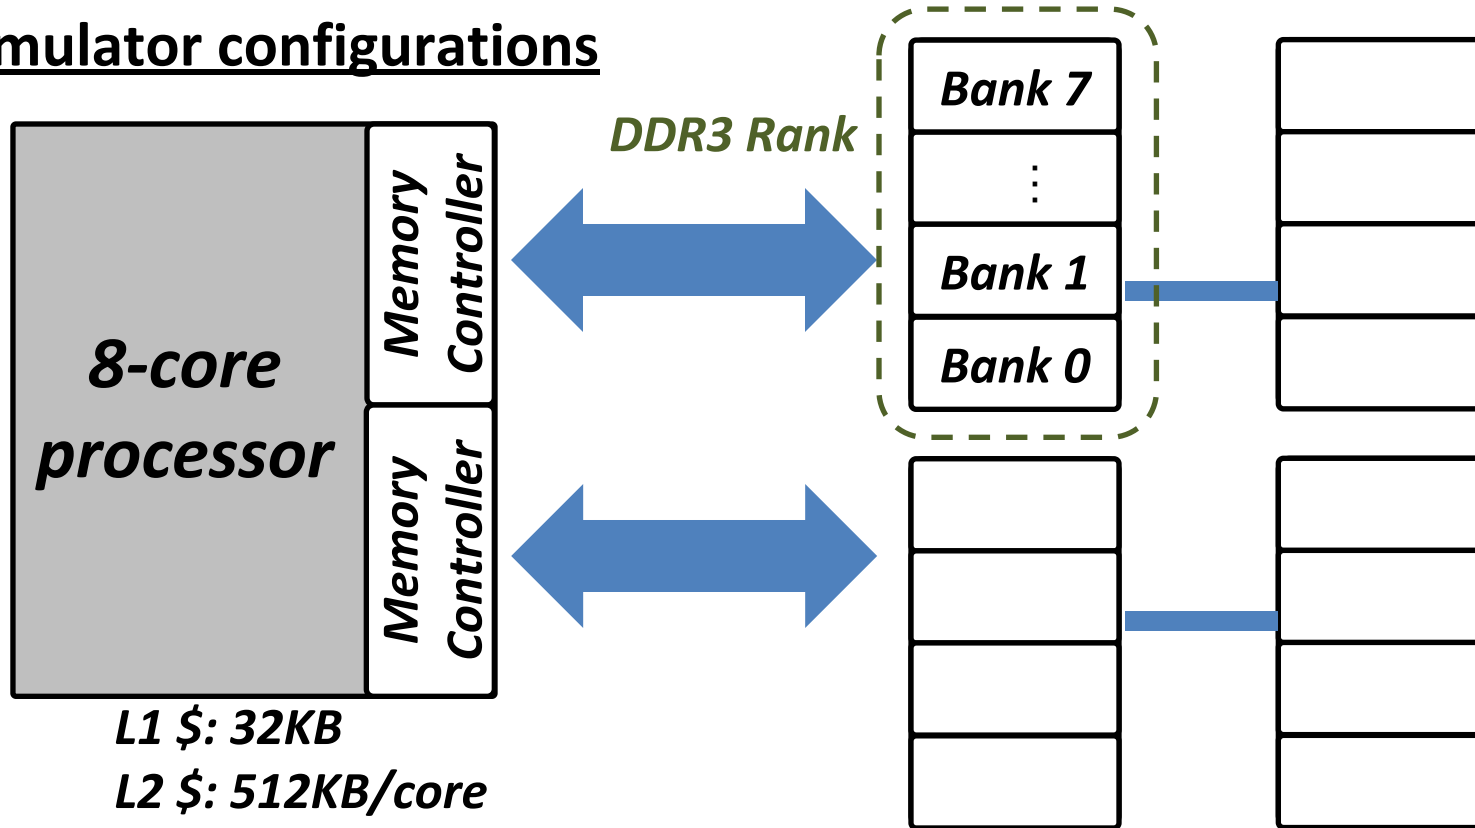 mulator configurations
DDR3 Rank
Bank 7
⋮
Bank 1
Bank 0
8-core
processor
Memory
Controller
Memory
Controller
L1 $: 32KB
L2 $: 512KB/core